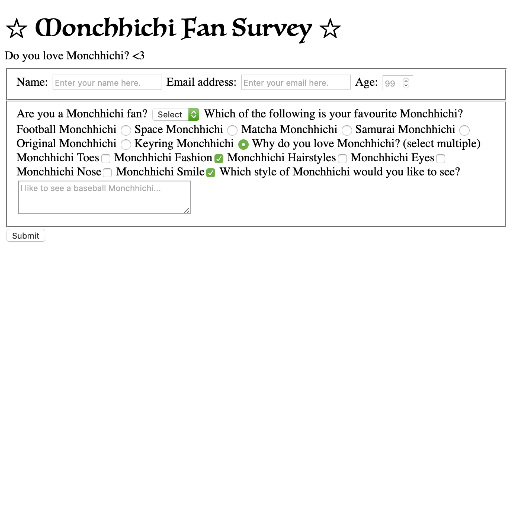 ☆ Monchhichi Fan Survey ☆
Do you love Monchhichi? <3
Name: Enter your name here. Email address: Enter your email here. Age: 99
Are you a Monchhichi fan? Select Which of the following is your favourite Monchhichi?
Football Monchhichi Space Monchhichi Matcha Monchhichi Samurai Monchhichi
Original Monchhichi Keyring Monchhichi Why do you love Monchhichi? (select multiple)
Monchhichi Toes Monchhichi Fashion Monchhichi Hairstyles Monchhichi Eyes
Monchhichi Nose Monchhichi Smile Which style of Monchhichi would you like to see?
I like to see a baseball Monchhichi...
Submit